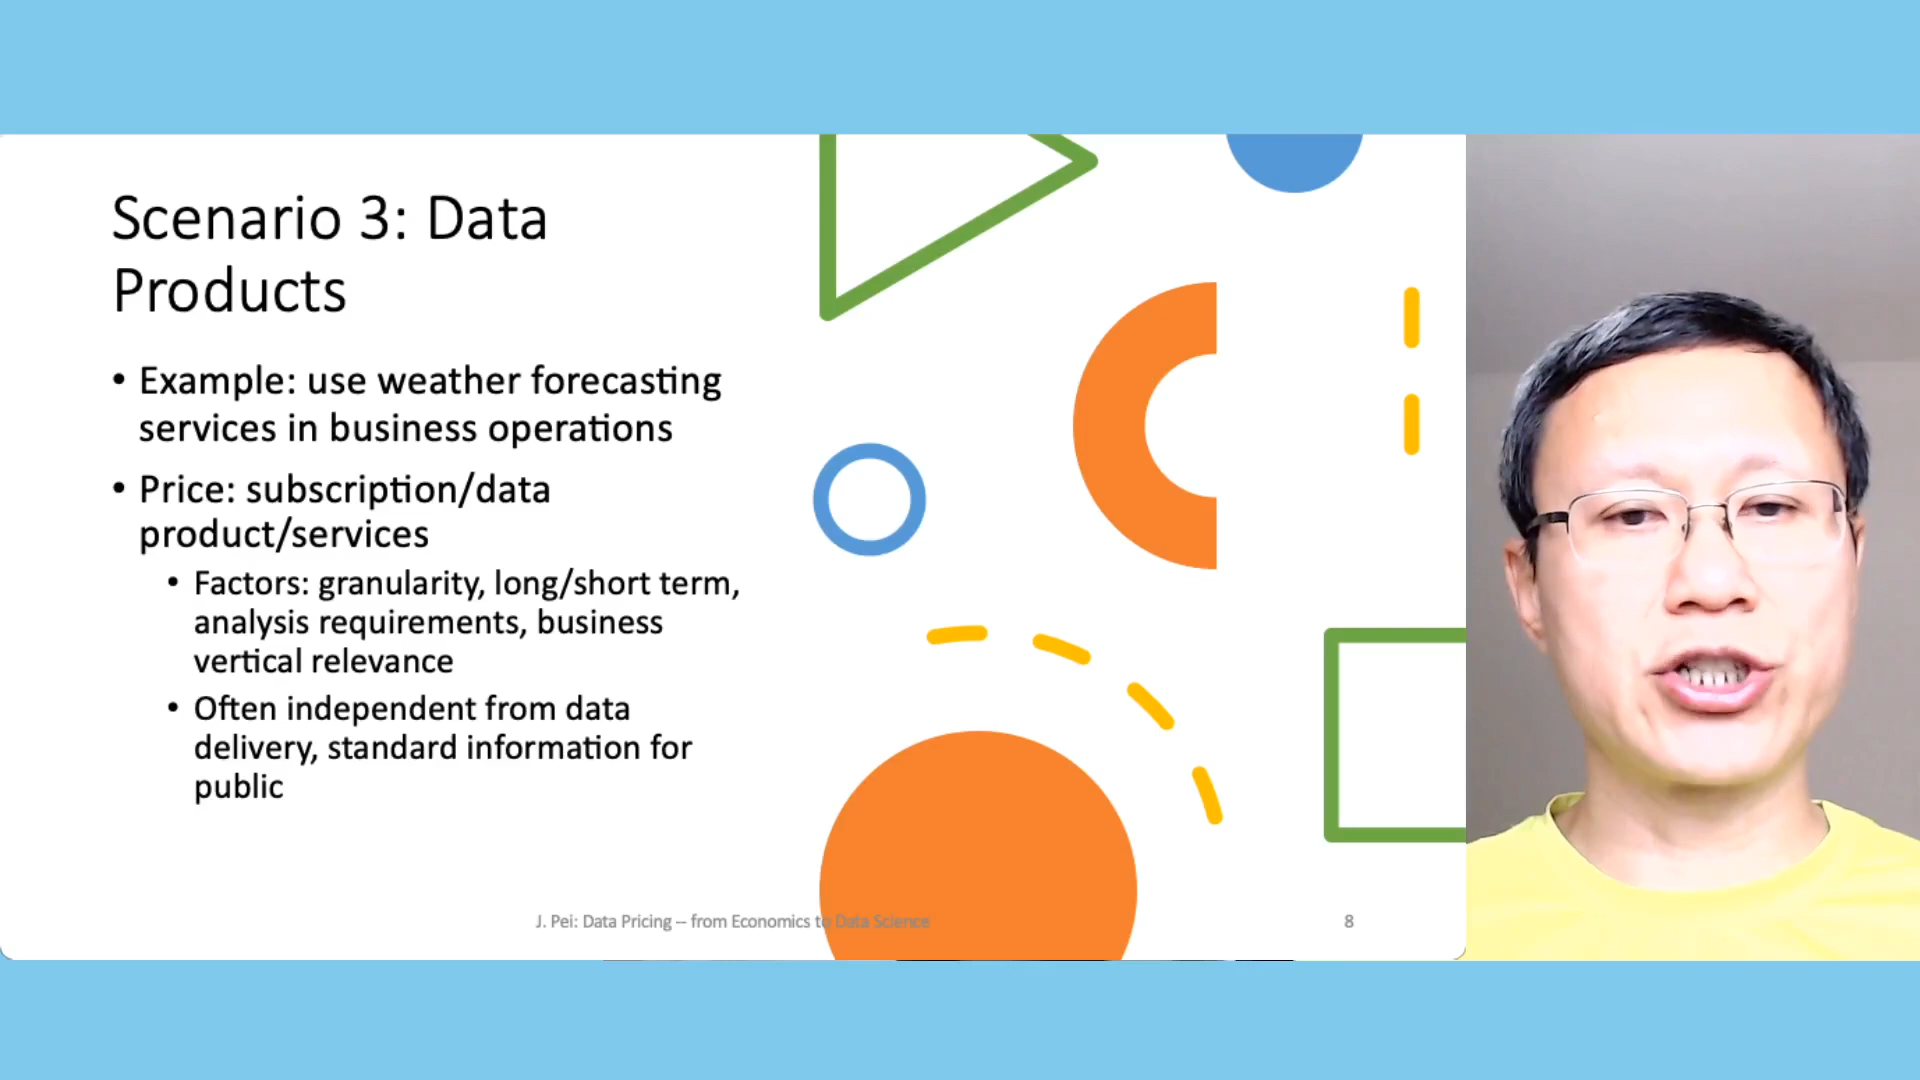 Scenario 3: Data
Products
• Example: use weather forecasting
services in business operations
• Price: subscription/data
product/services
• Factors: granularity, long/short term,
analysis requirements, business
vertical relevance
• Often independent from data
delivery, standard information for
public
J. Pei: Data Pricing -- from Economics to Data Science
8